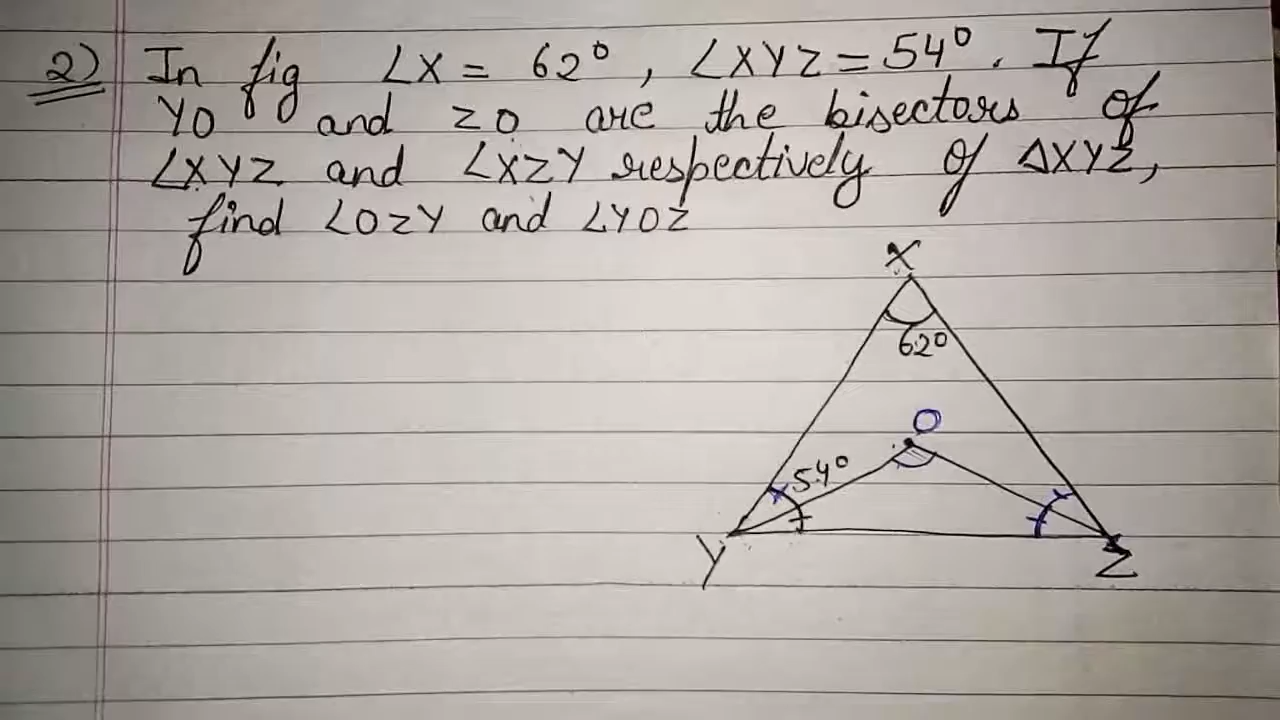 2) In fig ∠X = 62°, ∠XYZ = 54°. If
YO and ZO are the bisectors of
∠XYZ and ∠XZY respectively of ΔXYZ,
find ∠OZY and ∠YOZ
X
62°
O
54°
Y
Z